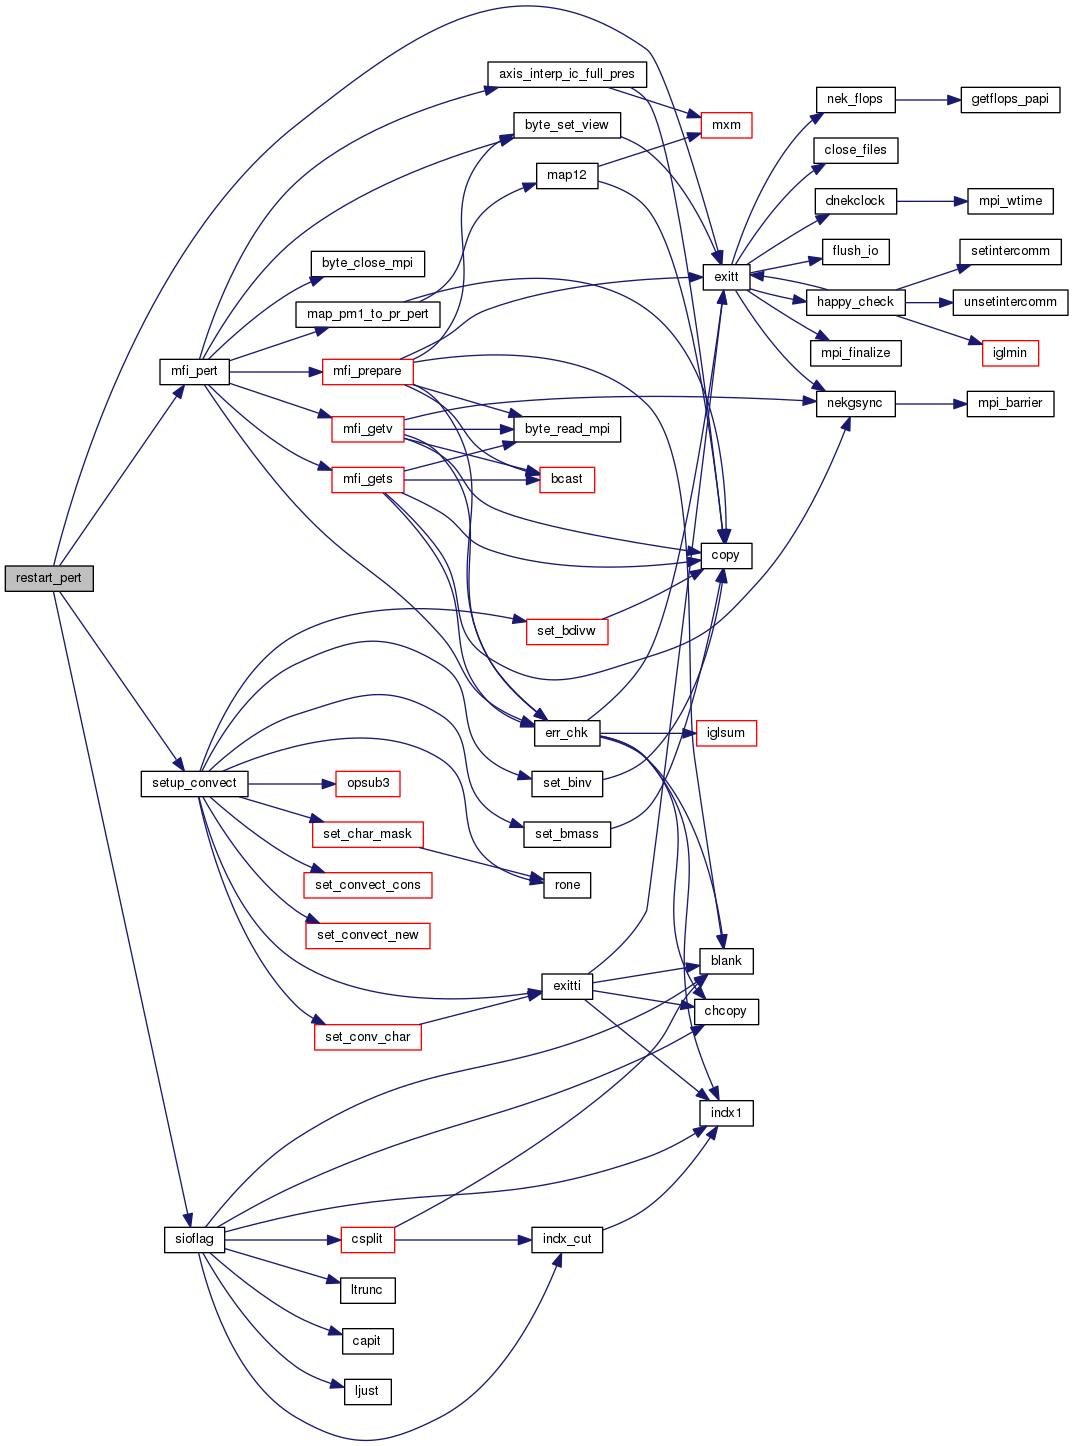 axis_interp_ic_full_pres
nek_flops
getflops_papi
byte_set_view
mxm
close_files
map12
dnekclock
mpi_wtime
flush_io
setintercomm
byte_close_mpi
exitt
happy_check
unsetintercomm
map_pm1_to_pr_pert
mpi_finalize
iglmin
mfi_pert
mfi_prepare
nekgsync
mpi_barrier
mfi_getv
byte_read_mpi
mfi_gets
bcast
copy
restart_pert
set_bdivw
err_chk
iglsum
setup_convect
opsub3
set_binv
set_char_mask
set_bmass
set_convect_cons
rone
set_convect_new
blank
exitti
chcopy
set_conv_char
indx1
sioflag
csplit
indx_cut
ltrunc
capit
ljust